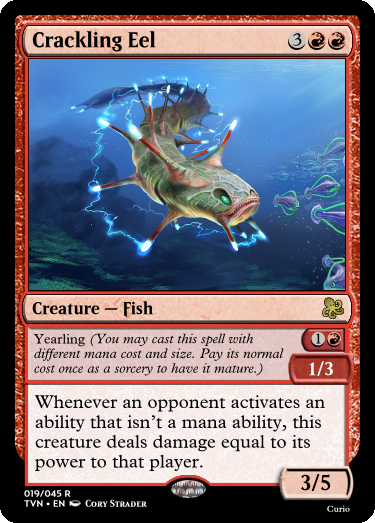 Crackling Eel 3
Creature — Fish
Yearling (You may cast this spell with 1
different mana cost and size. Pay its normal
cost once as a sorcery to have it mature.) 1/3
Whenever an opponent activates an
ability that isn't a mana ability, this
creature deals damage equal to its
power to that player.
3/5
019/045 R
TVN • EN CORY STRADER
Curio